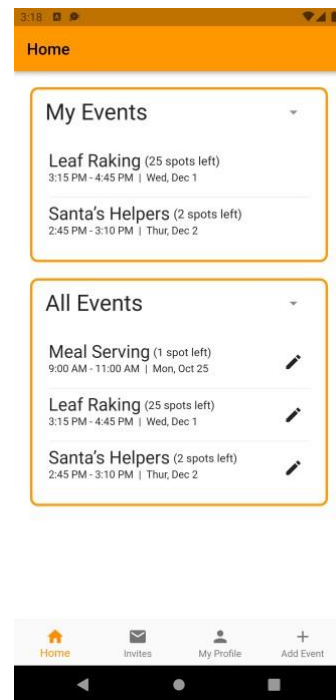 3:18
Home
My Events
Leaf Raking (25 spots left)
3:15 PM - 4:45 PM | Wed, Dec 1
Santa's Helpers (2 spots left)
2:45 PM - 3:10 PM | Thur, Dec 2
All Events
Meal Serving (1 spot left)
9:00 AM - 11:00 AM | Mon, Oct 25
Leaf Raking (25 spots left)
3:15 PM - 4:45 PM | Wed, Dec 1
Santa's Helpers (2 spots left)
2:45 PM - 3:10 PM | Thur, Dec 2
Home Invites My Profile Add Event